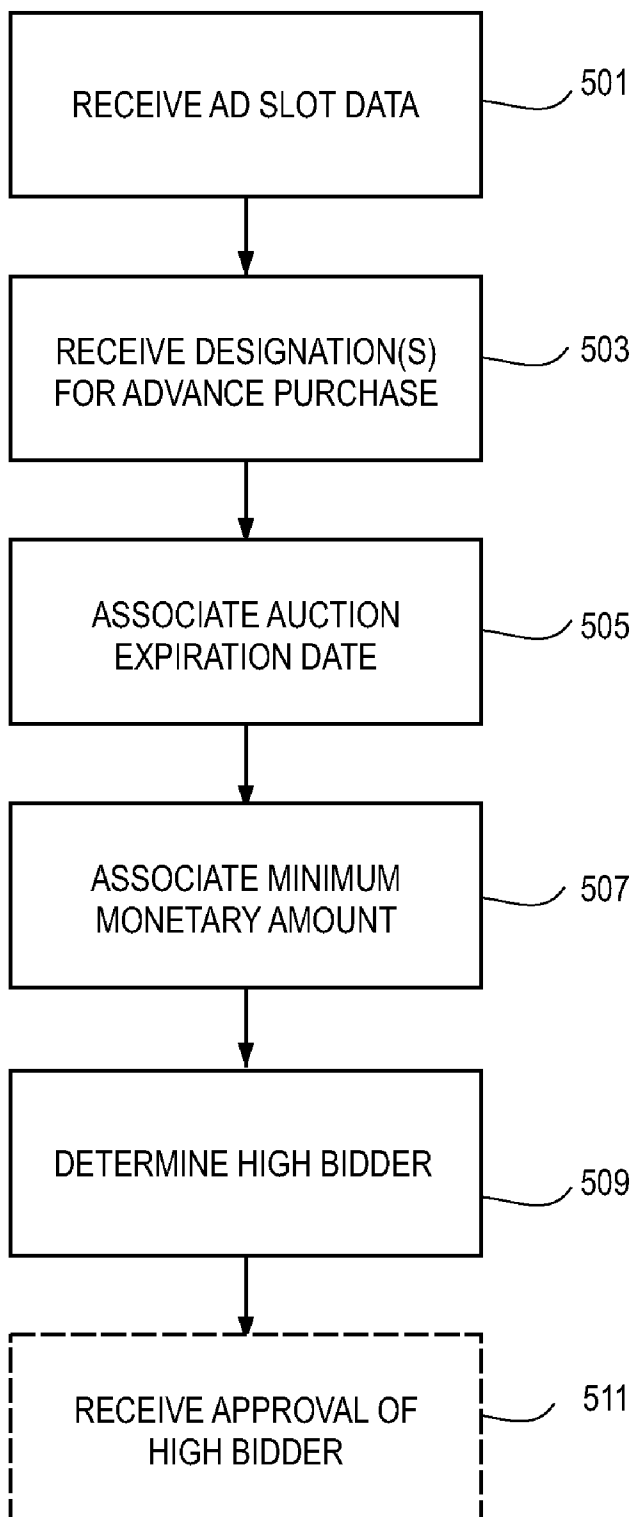 RECEIVE AD SLOT DATA
501
RECEIVE DESIGNATION(S)
FOR ADVANCE PURCHASE
503
ASSOCIATE AUCTION
EXPIRATION DATE
505
ASSOCIATE MINIMUM
MONETARY AMOUNT
507
DETERMINE HIGH BIDDER
509
RECEIVE APPROVAL OF
HIGH BIDDER
511